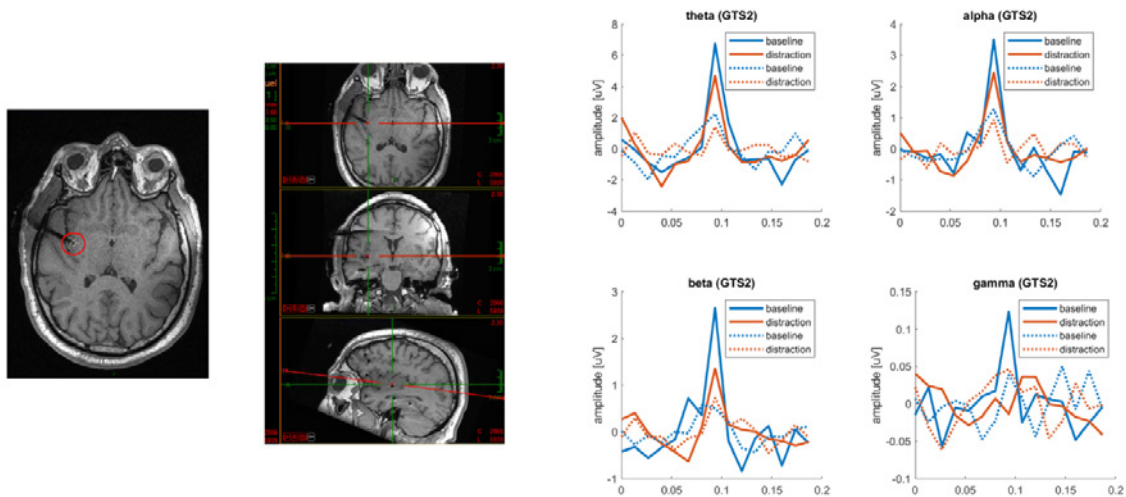 theta (GTS2)
8
6
4
2
0
-2
-4
amplitude [uV]
0
0.05
0.1
0.15
0.2
baseline
distraction
baseline
distraction
alpha (GTS2)
4
3
2
1
0
-1
-2
amplitude [uV]
0
0.05
0.1
0.15
0.2
baseline
distraction
baseline
distraction
beta (GTS2)
3
2
1
0
-1
amplitude [uV]
0
0.05
0.1
0.15
0.2
baseline
distraction
baseline
distraction
gamma (GTS2)
0.15
0.1
0.05
0
-0.05
-0.1
amplitude [uV]
0
0.05
0.1
0.15
0.2
baseline
distraction
baseline
distraction